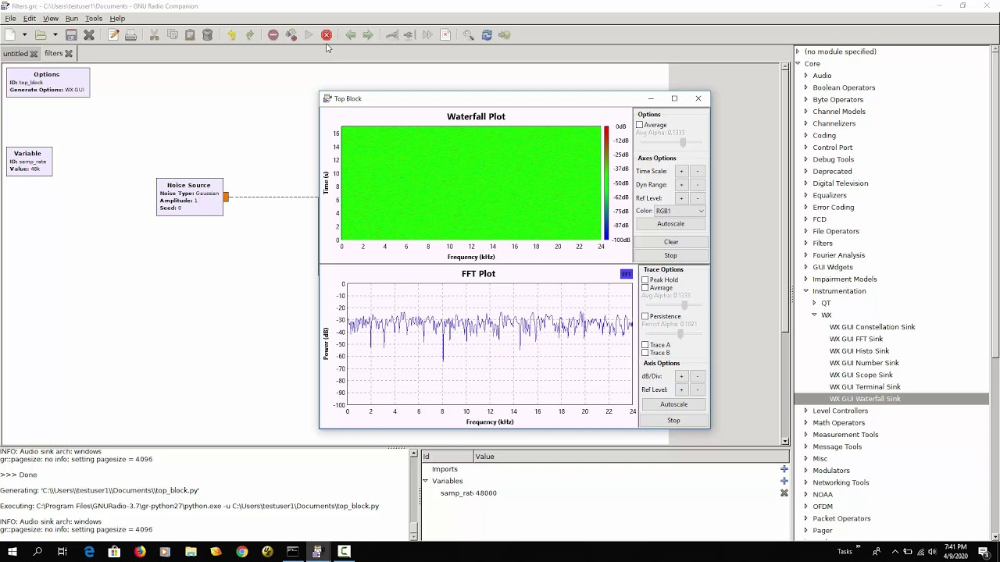 filters.grc - C:\Users\testuser1\Documents - GNU Radio Companion
File Edit View Run Tools Help
untitled
filters
Options
ID: top_block
Generate Options: WX GUI
Variable
ID: samp_rate
Value: 48k
Noise Source
Noise Type: Gaussian
Amplitude: 1
Seed: 0
Top Block
Waterfall Plot
Time (s)
16
14
12
10
8
6
4
2
0
0 2 4 6 8 10 12 14 16 18 20 22 24
Frequency (kHz)
0dB
-12dB
-25dB
-37dB
-50dB
-62dB
-75dB
-87dB
-100dB
Options
Average
Avg Alpha: 0.1333
Axes Options
Time Scale: + -
Dyn Range: + -
Ref Level: + -
Color: RGB1
Autoscale
Clear
Stop
FFT Plot
FFT
Power (dB)
0
-10
-20
-30
-40
-50
-60
-70
-80
-90
-100
0 2 4 6 8 10 12 14 16 18 20 22 24
Frequency (kHz)
Trace Options
Peak Hold
Average
Avg Alpha: 0.1333
Persistence
Persist Alpha: 0.1821
Trace A
Trace B
Axis Options
dB/Div: + -
Ref Level: + -
Autoscale
Stop
(no module specified)
Core
Audio
Boolean Operators
Byte Operators
Channel Models
Channelizers
Coding
Control Port
Debug Tools
Deprecated
Digital Television
Equalizers
Error Coding
FCD
File Operators
Filters
Fourier Analysis
GUI Widgets
Impairment Models
Instrumentation
QT
WX
WX GUI Constellation Sink
WX GUI FFT Sink
WX GUI Histo Sink
WX GUI Number Sink
WX GUI Scope Sink
WX GUI Terminal Sink
WX GUI Waterfall Sink
Level Controllers
Math Operators
Measurement Tools
Message Tools
Misc
Modulators
Networking Tools
NOAA
OFDM
Packet Operators
Pager
INFO: Audio sink arch: windows
gr::pagesize: no info; setting pagesize = 4096
>>> Done
Generating: 'C:\\Users\\testuser1\\Documents\\top_block.py'
Executing: C:\Program Files\GNURadio-3.7\gr-python27\python.exe -u C:\Users\testuser1\Documents\top_block.py
INFO: Audio sink arch: windows
gr::pagesize: no info; setting pagesize = 4096
Id Value
Imports
Variables
samp_rat 48000
Tasks
7:41 PM
4/9/2020
3